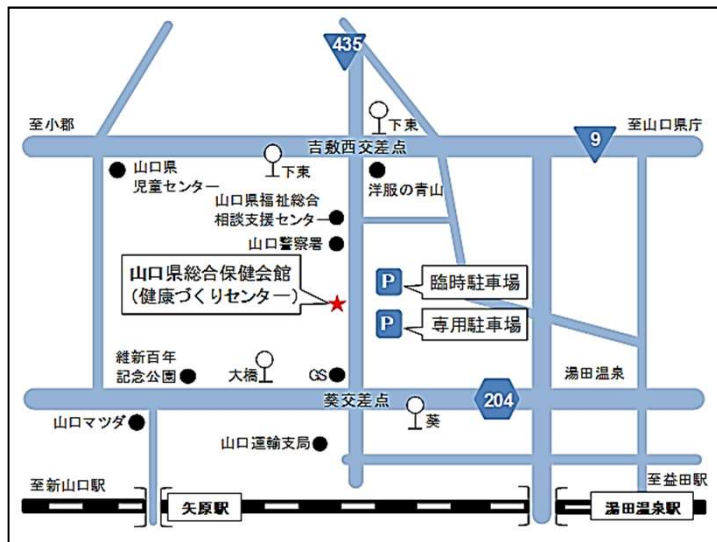 435
至小郡
下東
至山口県庁
吉敷西交差点
9
山口県
児童センター
下東
洋服の青山
山口県福祉総合
相談支援センター
山口警察署
山口県総合保健会館
(健康づくりセンター)
P
臨時駐車場
P
専用駐車場
維新百年
記念公園
大橋
GS
湯田温泉
葵交差点
204
山口マツダ
葵
山口運輸支局
至新山口駅
至益田駅
矢原駅
湯田温泉駅